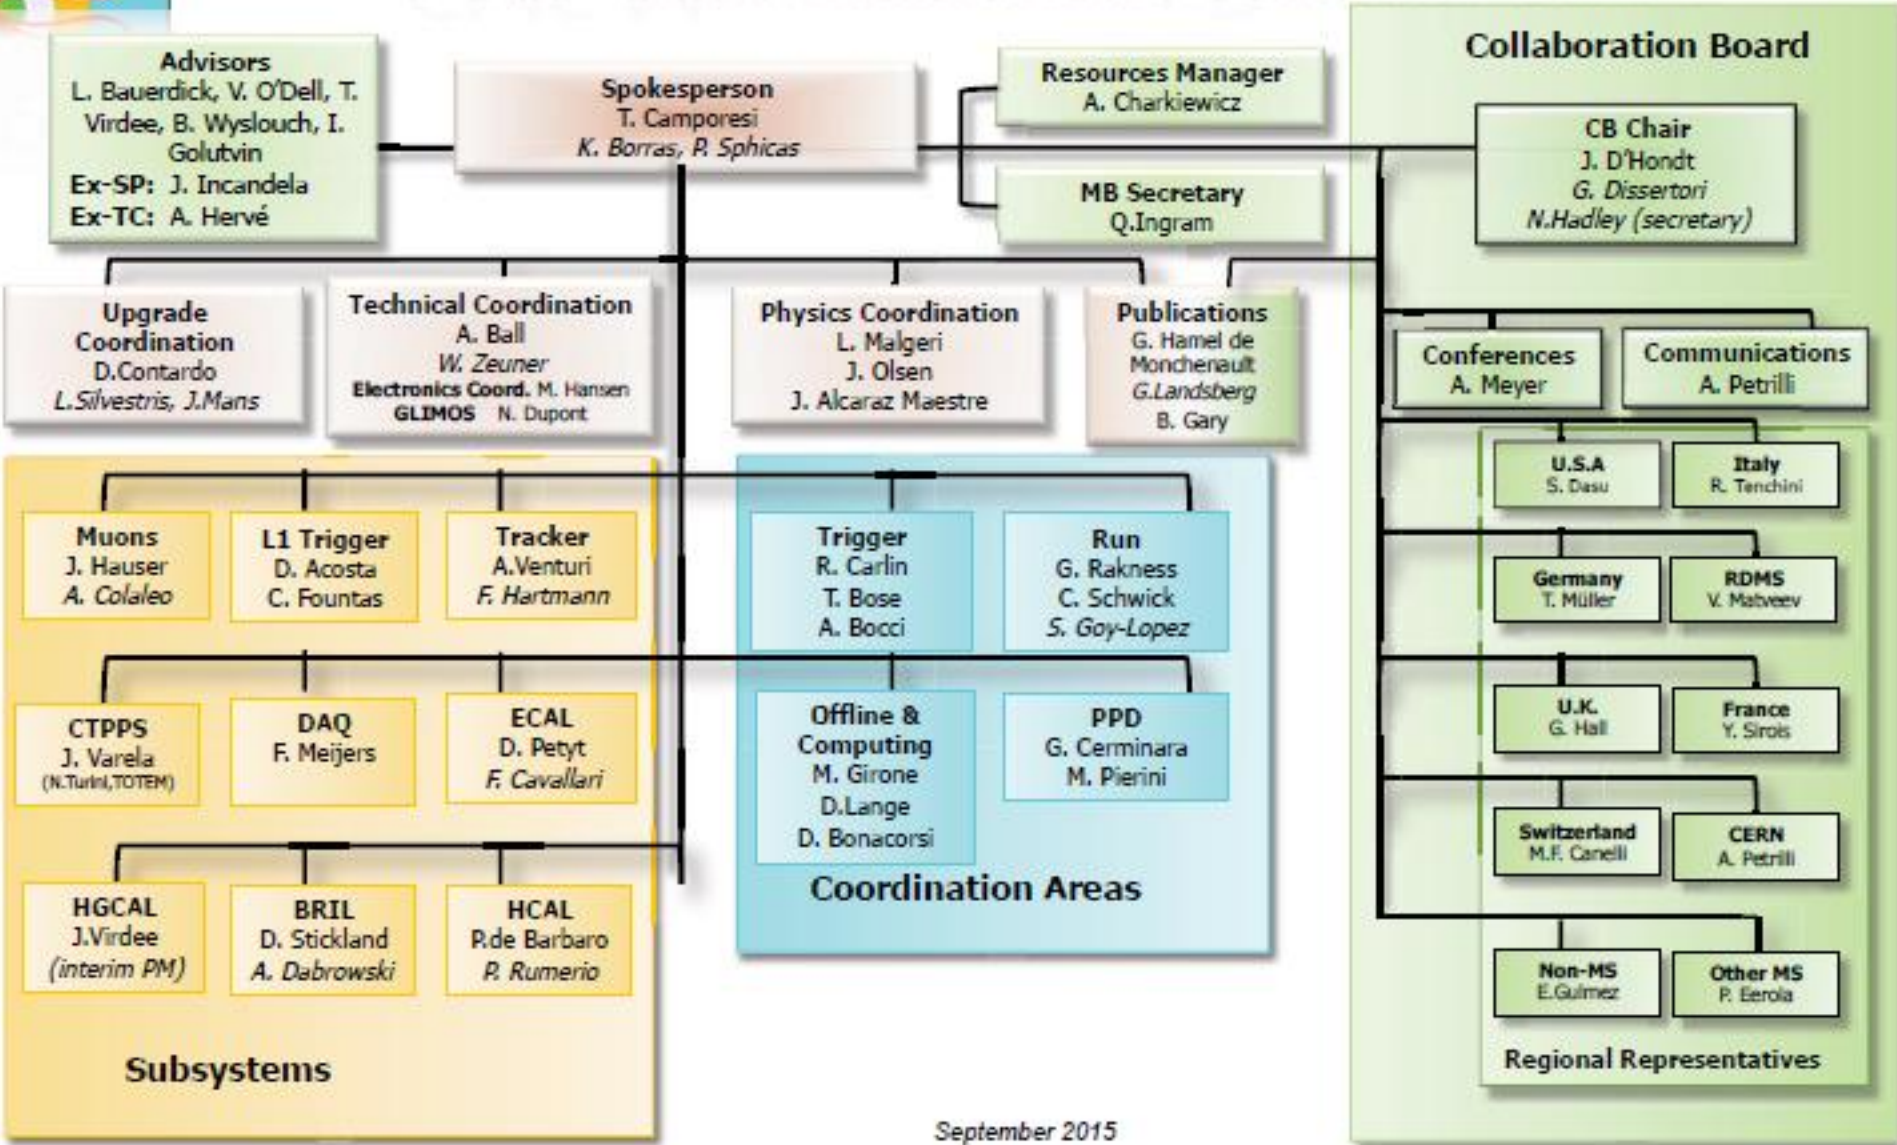 Advisors
L. Bauerdick, V. O'Dell, T.
Virdee, B. Wyslouch, I.
Golutvin
Ex-SP: J. Incandela
Ex-TC: A. Hervé
Spokesperson
T. Camporesi
K. Borras, P. Sphicas
Resources Manager
A. Charkiewicz
MB Secretary
Q.Ingram
Collaboration Board
CB Chair
J. D'Hondt
G. Dissertori
N.Hadley (secretary)
Upgrade
Coordination
D.Contardo
L.Silvestris, J.Mans
Technical Coordination
A. Ball
W. Zeuner
Electronics Coord. M. Hansen
GLIMOS N. Dupont
Physics Coordination
L. Malgeri
J. Olsen
J. Alcaraz Maestre
Publications
G. Hamel de
Monchenault
G.Landsberg
B. Gary
Conferences
A. Meyer
Communications
A. Petrilli
Muons
J. Hauser
A. Colaleo
L1 Trigger
D. Acosta
C. Fountas
Tracker
A.Venturi
F. Hartmann
CTPPS
J. Varela
(N.Turini,TOTEM)
DAQ
F. Meijers
ECAL
D. Petyt
F. Cavallari
HGCAL
J.Virdee
(interim PM)
BRIL
D. Stickland
A. Dabrowski
HCAL
P.de Barbaro
P. Rumerio
Subsystems
Trigger
R. Carlin
T. Bose
A. Bocci
Run
G. Rakness
C. Schwick
S. Goy-Lopez
Offline &
Computing
M. Girone
D.Lange
D. Bonacorsi
PPD
G. Cerminara
M. Pierini
Coordination Areas
U.S.A
S. Dasu
Italy
R. Tenchini
Germany
T. Müller
RDMS
V. Matveev
U.K.
G. Hall
France
Y. Sirois
Switzerland
M.F. Canelli
CERN
A. Petrilli
Non-MS
E.Gulmez
Other MS
P. Eerola
Regional Representatives
September 2015